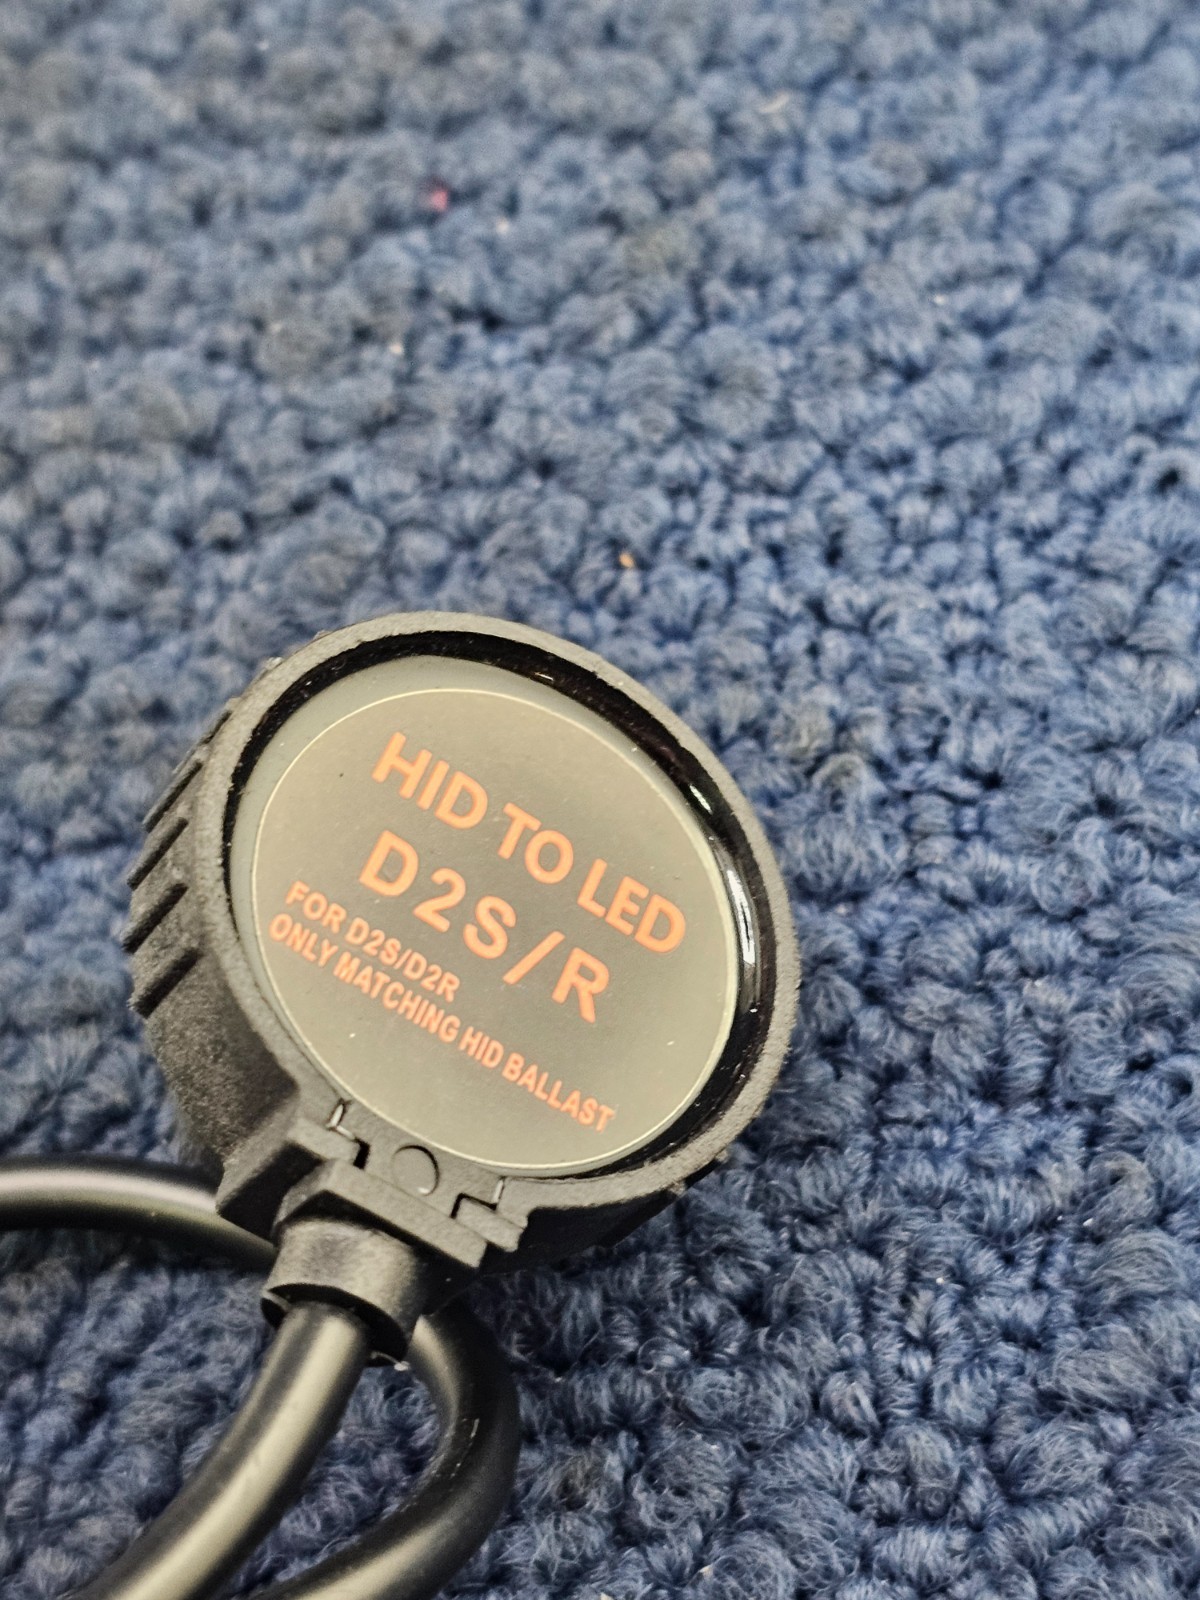 HID TO LED
D2S/R
FOR D2S/D2R
ONLY MATCHING HID BALLAST